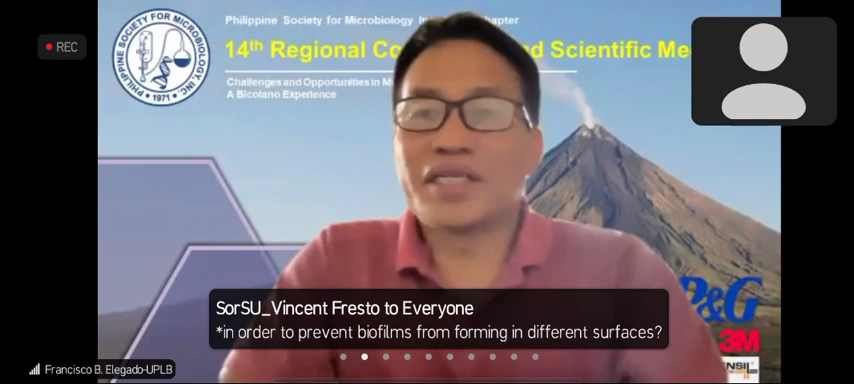 REC
PHILIPPINE SOCIETY FOR MICROBIOLOGY, INC.
1971
Philippine Society for Microbiology
14th Regional
nd Scientific
Challenges and Opportunities in
A Bicolano Experience
P&G
3M
SorSU_Vincent Fresto to Everyone
*in order to prevent biofilms from forming in different surfaces?
Francisco B. Elegado-UPLB